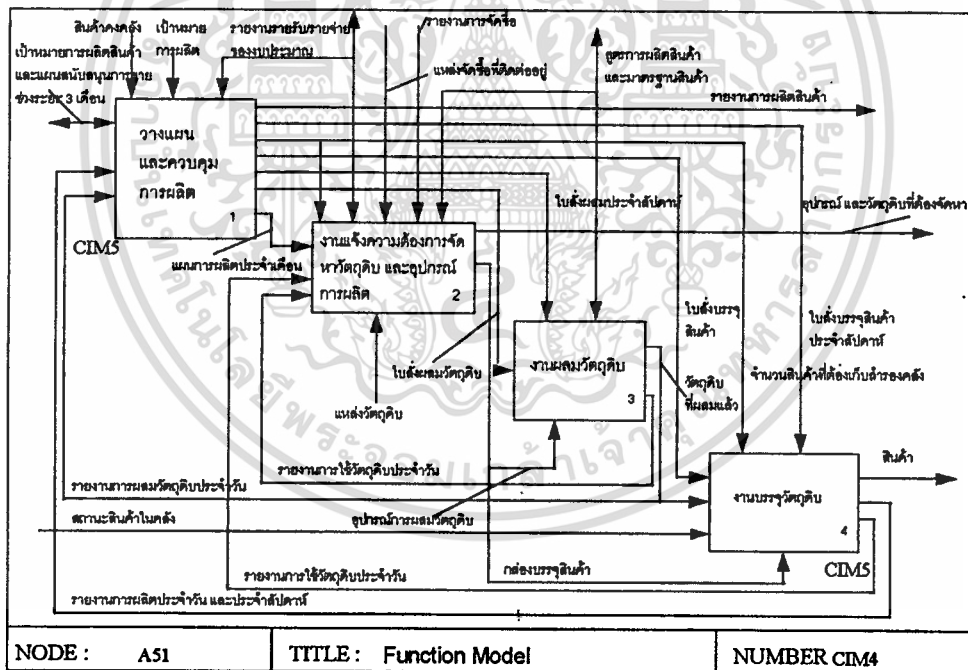 สินค้าคงคลัง
เป้าหมาย
การผลิต
รายงานรายรับ/รายจ่าย
ของงบประมาณ
รายงานการจัดซื้อ
เป้าหมายการผลิตสินค้า
และแผนสนับสนุนการขาย
ช่วงระยะ 3 เดือน
แหล่งจัดซื้อที่ติดต่ออยู่
สูตรการผลิตสินค้า
และมาตรฐานสินค้า
รายงานการผลิตสินค้า
วางแผน
และควบคุม
การผลิต
1
CIM5
แผนการผลิตประจำเดือน
งานแจ้งความต้องการจัด
หาวัตถุดิบ และอุปกรณ์
การผลิต
2
ใบสั่งผสมประจำสัปดาห์
อุปกรณ์ และวัตถุดิบที่ต้องจัดหา
ใบสั่งบรรจุ
สินค้า
ใบสั่งบรรจุสินค้า
ประจำสัปดาห์
งานผสมวัตถุดิบ
3
ใบสั่งผสมวัตถุดิบ
วัตถุดิบ
ที่ผสมแล้ว
จำนวนสินค้าที่ต้องเก็บสำรองคลัง
แหล่งวัตถุดิบ
สินค้า
รายงานการใช้วัตถุดิบประจำวัน
รายงานการผสมวัตถุดิบประจำวัน
งานบรรจุวัตถุดิบ
4
CIM5
สถานะสินค้าในคลัง
อุปกรณ์การผสมวัตถุดิบ
รายงานการใช้วัตถุดิบประจำวัน
กล่องบรรจุสินค้า
รายงานการผลิตประจำวัน และประจำสัปดาห์
NODE : A51
TITLE : Function Model
NUMBER CIM4